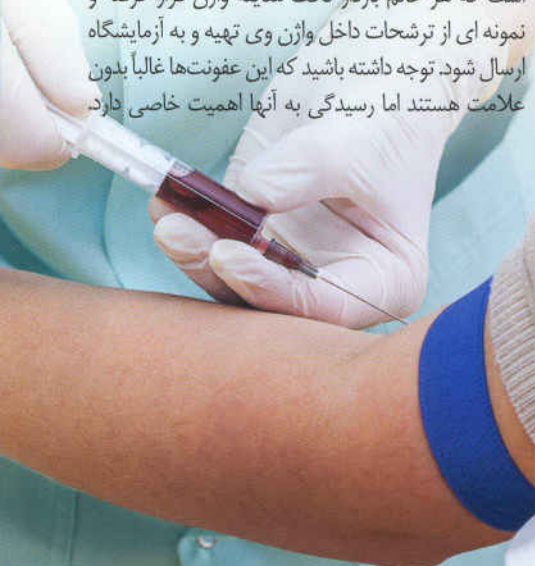 نمونه ای از ترشحات داخل واژن وی تهیه و به آزمایشگاه
ارسال شود. توجه داشته باشید که این عفونت‌ها غالباً بدون
علامت هستند اما رسیدگی به آنها اهمیت خاصی دارد.